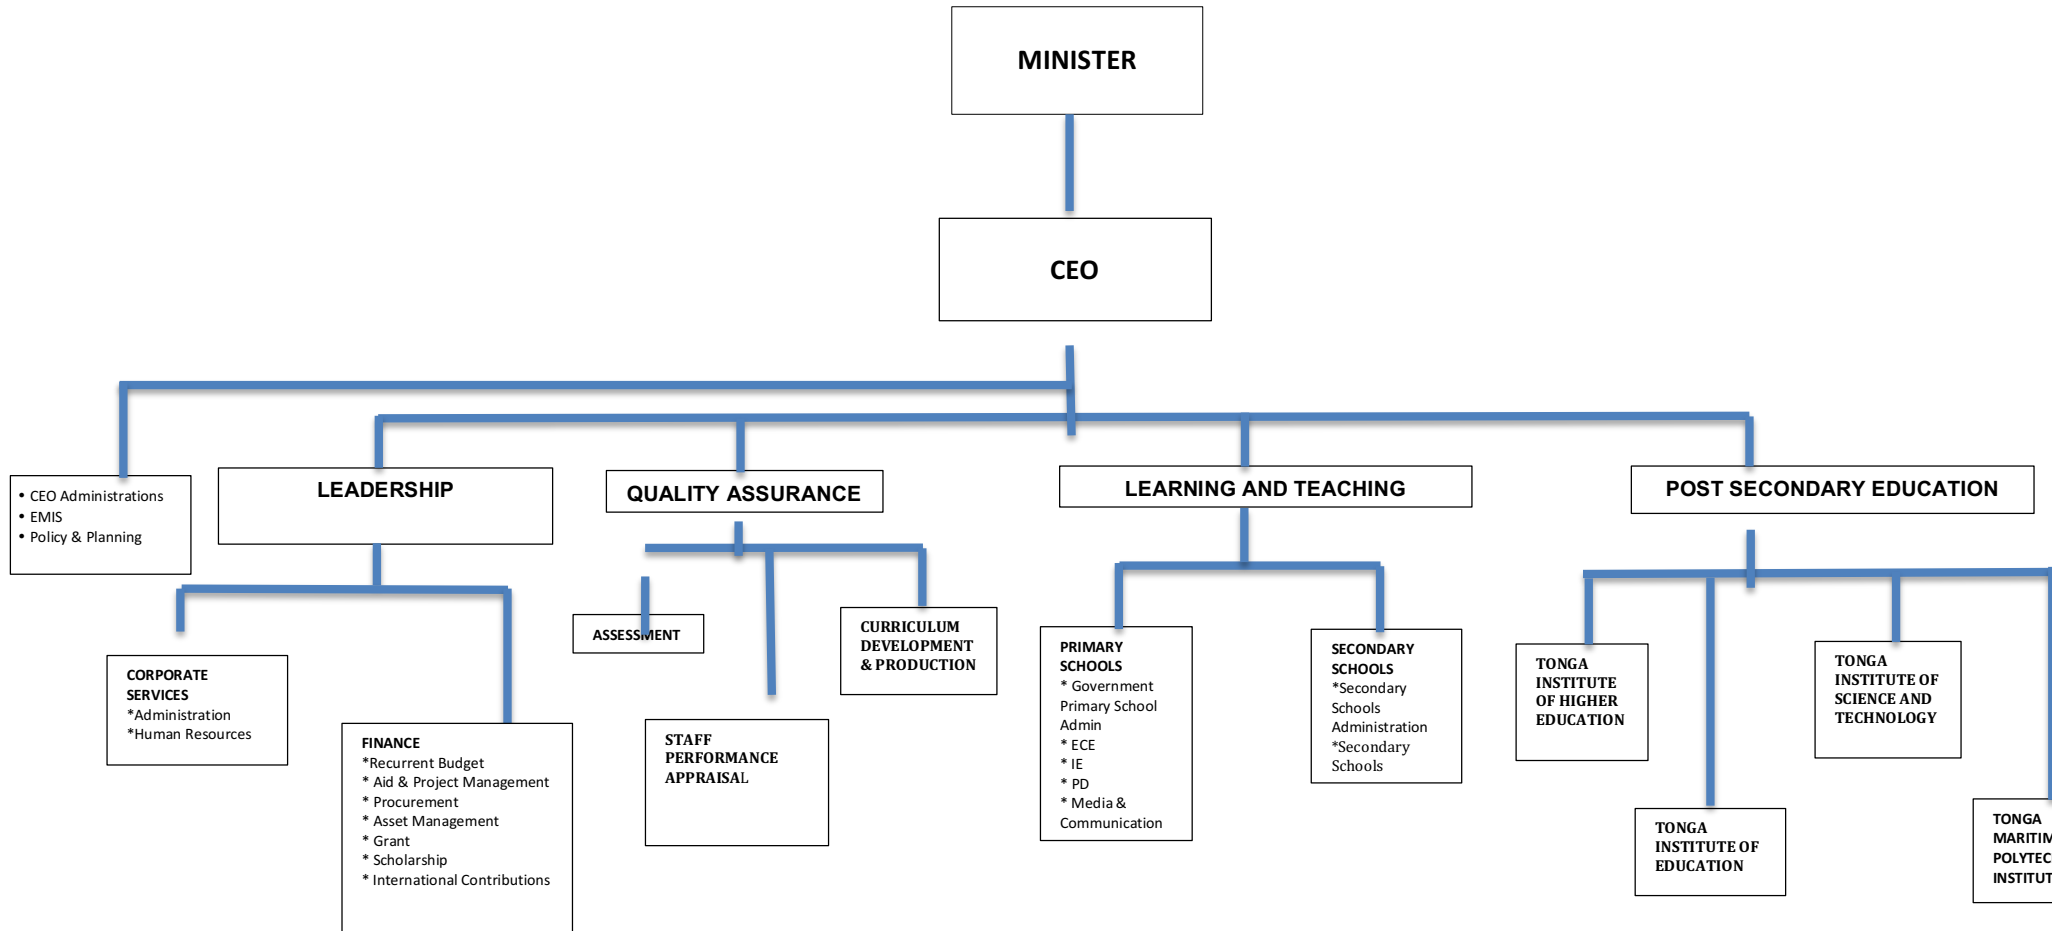 MINISTER
CEO
• CEO Administrations
• EMIS
• Policy & Planning
LEADERSHIP
QUALITY ASSURANCE
LEARNING AND TEACHING
POST SECONDARY EDUCATION
CORPORATE
SERVICES
*Administration
*Human Resources
FINANCE
*Recurrent Budget
* Aid & Project Management
* Procurement
* Asset Management
* Grant
* Scholarship
* International Contributions
ASSESSMENT
STAFF
PERFORMANCE
APPRAISAL
CURRICULUM
DEVELOPMENT
& PRODUCTION
PRIMARY
SCHOOLS
* Government
Primary School
Admin
* ECE
* IE
* PD
* Media &
Communication
SECONDARY
SCHOOLS
*Secondary
Schools
Administration
*Secondary
Schools
TONGA
INSTITUTE
OF HIGHER
EDUCATION
TONGA
INSTITUTE OF
EDUCATION
TONGA
INSTITUTE OF
SCIENCE AND
TECHNOLOGY
TONGA